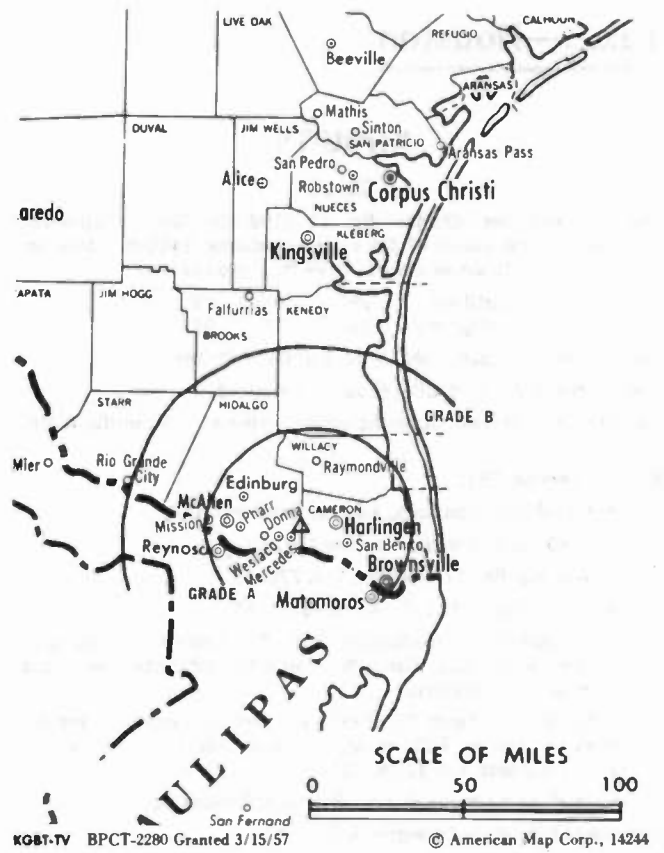 LIVE OAK
CALHOUN
REFUGIO
Beeville
ARANSAS
Mathis
DUVAL
JIM WELLS
Sinton
SAN PATRICIO
Aransas Pass
San Pedro
Alice
Robstown
Corpus Christi
NUECES
aredo
KLEBERG
Kingsville
APATA
JIM HOGG
Falfurrias
KENEDY
BROOKS
STARR
HIDALGO
GRADE B
WILLACY
Mier
Rio Grande
City
Raymondville
Edinburg
McAllen
CAMERON
Mission
Pharr
Donna
Harlingen
Reynosa
Weslaco
Mercedes
San Benito
Brownsville
GRADE A
Matomoros
AULIPAS
SCALE OF MILES
0 50 100
San Fernand
KGBT-TV BPCT-2280 Granted 3/15/57 © American Map Corp., 14244